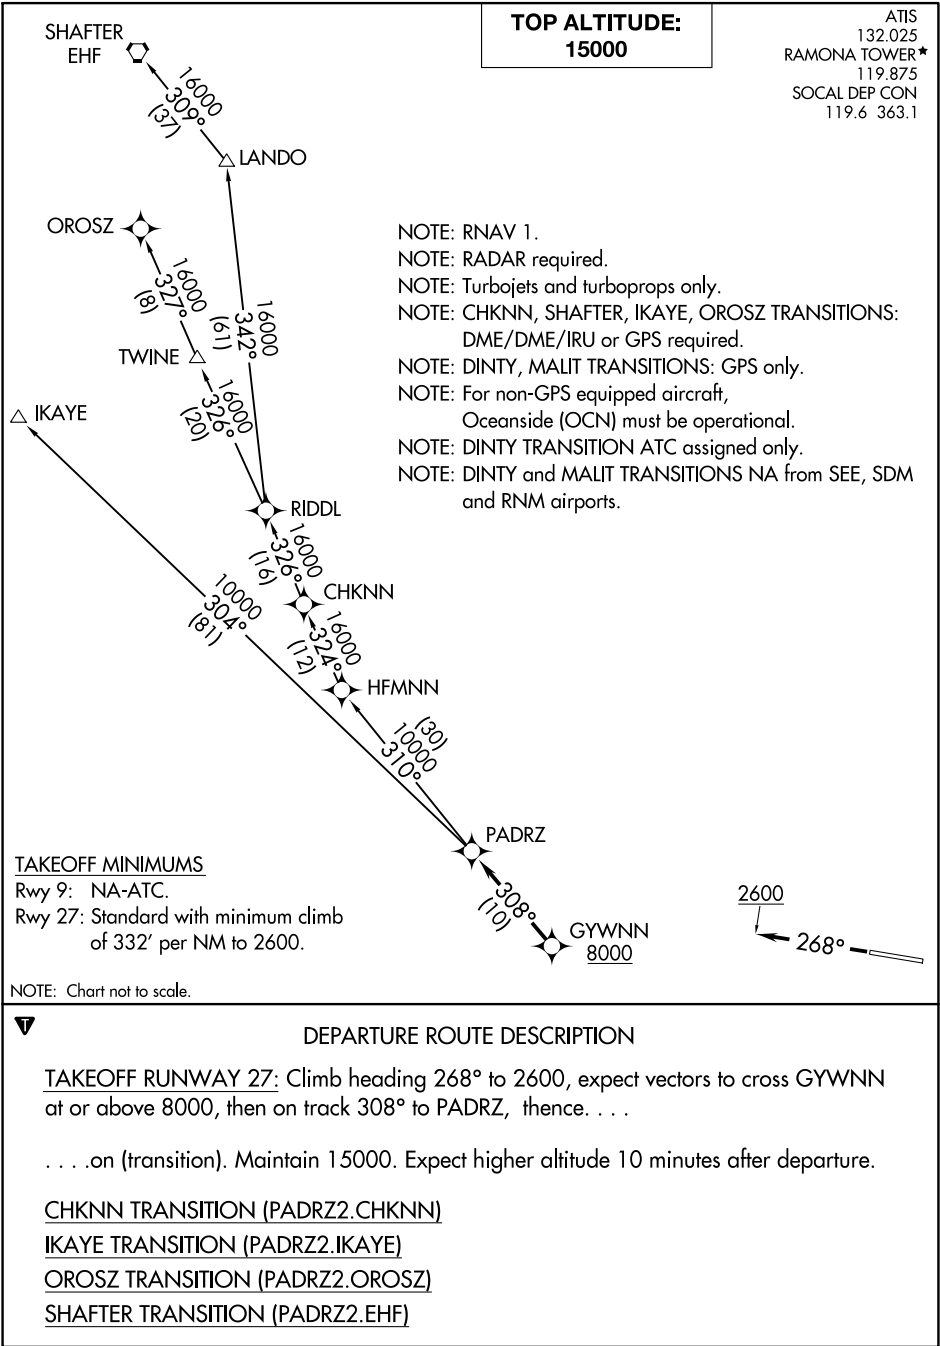 TOP ALTITUDE:
15000
ATIS
132.025
RAMONA TOWER★
119.875
SOCAL DEP CON
119.6 363.1
SHAFTER
EHF
16000
309°
(37)
LANDO
OROSZ
16000
327°
(8)
16000
342°
(61)
TWINE
16000
326°
(20)
IKAYE
RIDDL
16000
326°
(16)
10000
304°
(81)
CHKNN
16000
324°
(12)
HFMNN
(30)
10000
310°
PADRZ
308°
(10)
GYWNN
8000
2600
268°
NOTE: RNAV 1.
NOTE: RADAR required.
NOTE: Turbojets and turboprops only.
NOTE: CHKNN, SHAFTER, IKAYE, OROSZ TRANSITIONS:
DME/DME/IRU or GPS required.
NOTE: DINTY, MALIT TRANSITIONS: GPS only.
NOTE: For non-GPS equipped aircraft,
Oceanside (OCN) must be operational.
NOTE: DINTY TRANSITION ATC assigned only.
NOTE: DINTY and MALIT TRANSITIONS NA from SEE, SDM
and RNM airports.
TAKEOFF MINIMUMS
Rwy 9: NA-ATC.
Rwy 27: Standard with minimum climb
of 332' per NM to 2600.
NOTE: Chart not to scale.
T
DEPARTURE ROUTE DESCRIPTION
TAKEOFF RUNWAY 27: Climb heading 268° to 2600, expect vectors to cross GYWNN
at or above 8000, then on track 308° to PADRZ, thence. . . .
. . . .on (transition). Maintain 15000. Expect higher altitude 10 minutes after departure.
CHKNN TRANSITION (PADRZ2.CHKNN)
IKAYE TRANSITION (PADRZ2.IKAYE)
OROSZ TRANSITION (PADRZ2.OROSZ)
SHAFTER TRANSITION (PADRZ2.EHF)